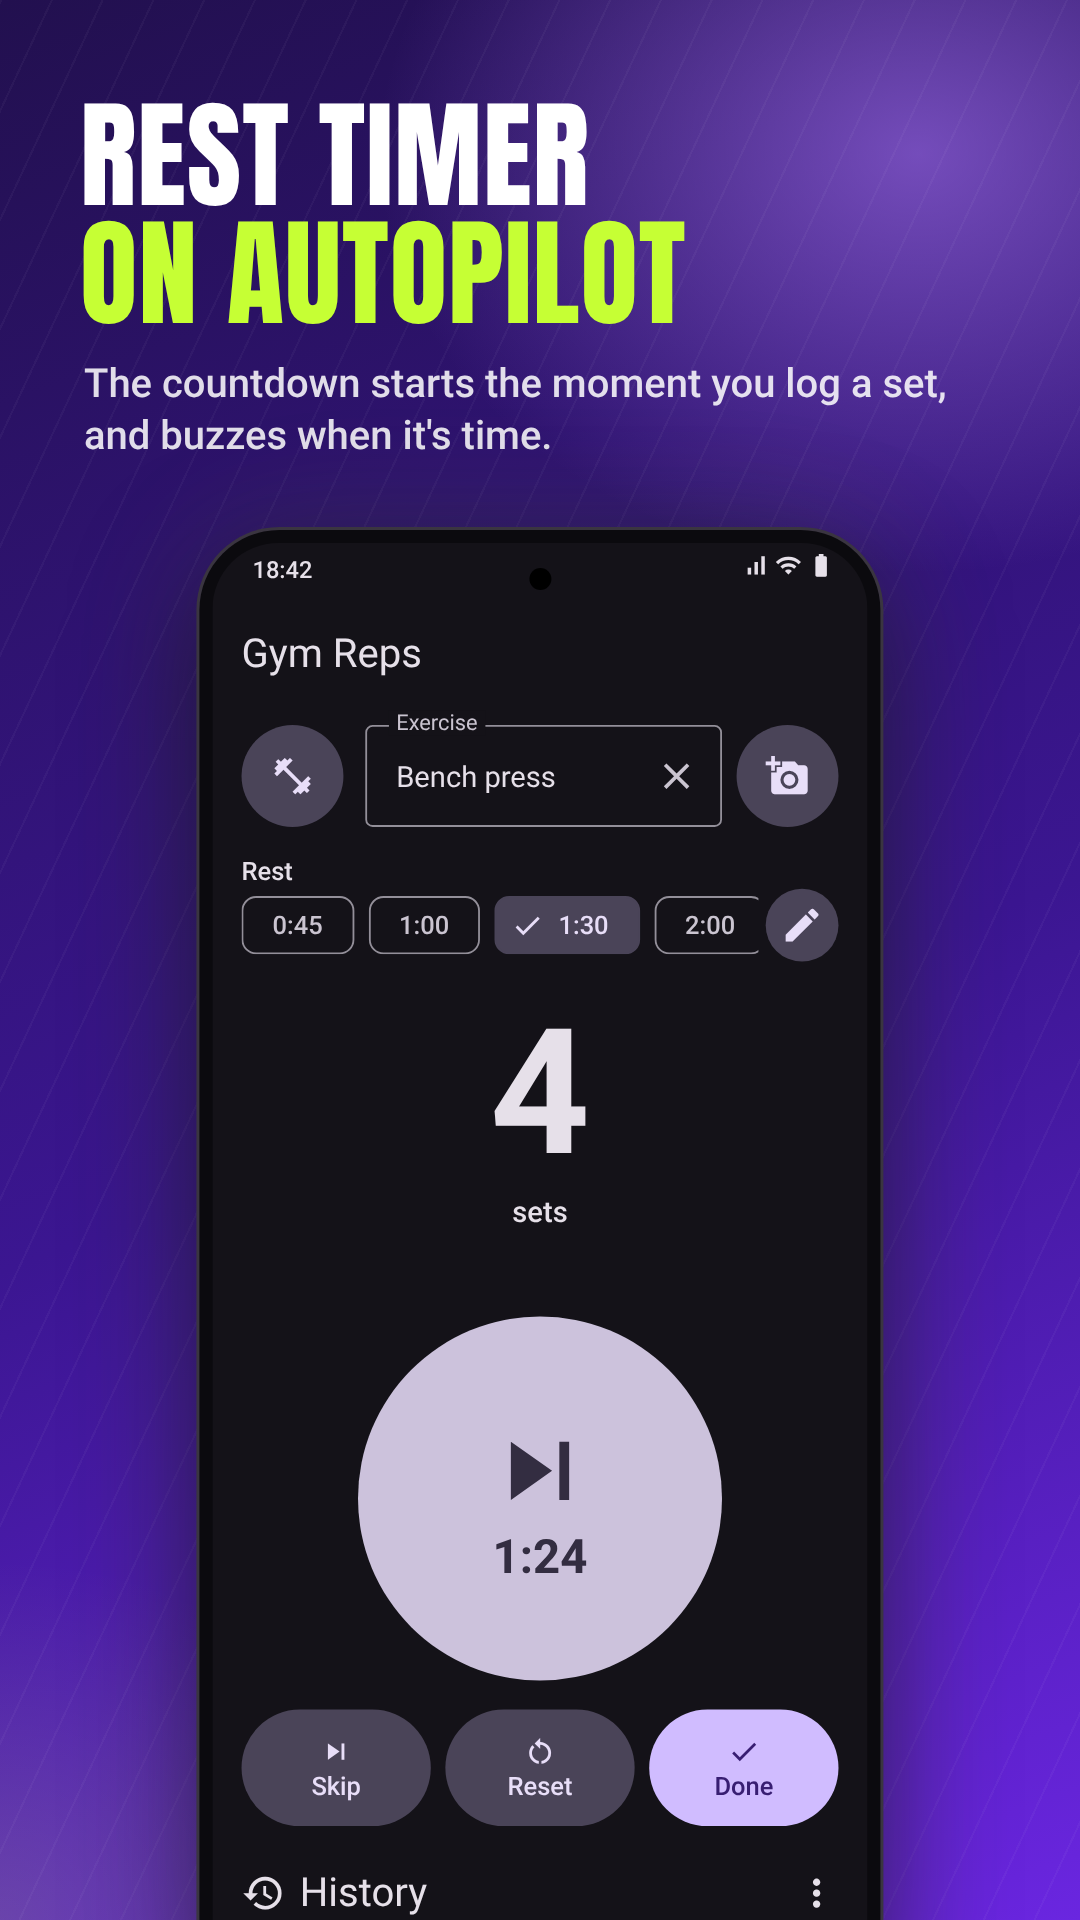 REST TIMER
ON AUTOPILOT
The countdown starts the moment you log a set,
and buzzes when it's time.
18:42
Gym Reps
Exercise
Bench press
Rest
0:45 1:00 1:30 2:00
4
sets
1:24
Skip Reset Done
History